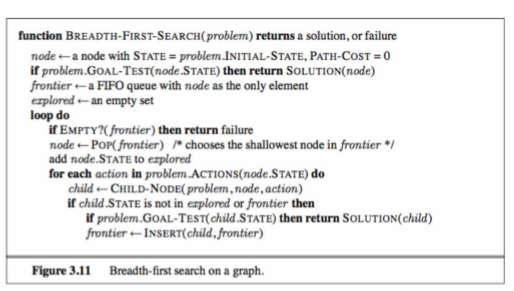 function BREADTH-FIRST-SEARCH(problem) returns a solution, or failure
node ← a node with STATE = problem.INITIAL-STATE, PATH-COST = 0
if problem.GOAL-TEST(node.STATE) then return SOLUTION(node)
frontier ← a FIFO queue with node as the only element
explored ← an empty set
loop do
if EMPTY?(frontier) then return failure
node ← POP(frontier) /* chooses the shallowest node in frontier */
add node.STATE to explored
for each action in problem.ACTIONS(node.STATE) do
child ← CHILD-NODE(problem, node, action)
if child.STATE is not in explored or frontier then
if problem.GOAL-TEST(child.STATE) then return SOLUTION(child)
frontier ← INSERT(child, frontier)
Figure 3.11 Breadth-first search on a graph.